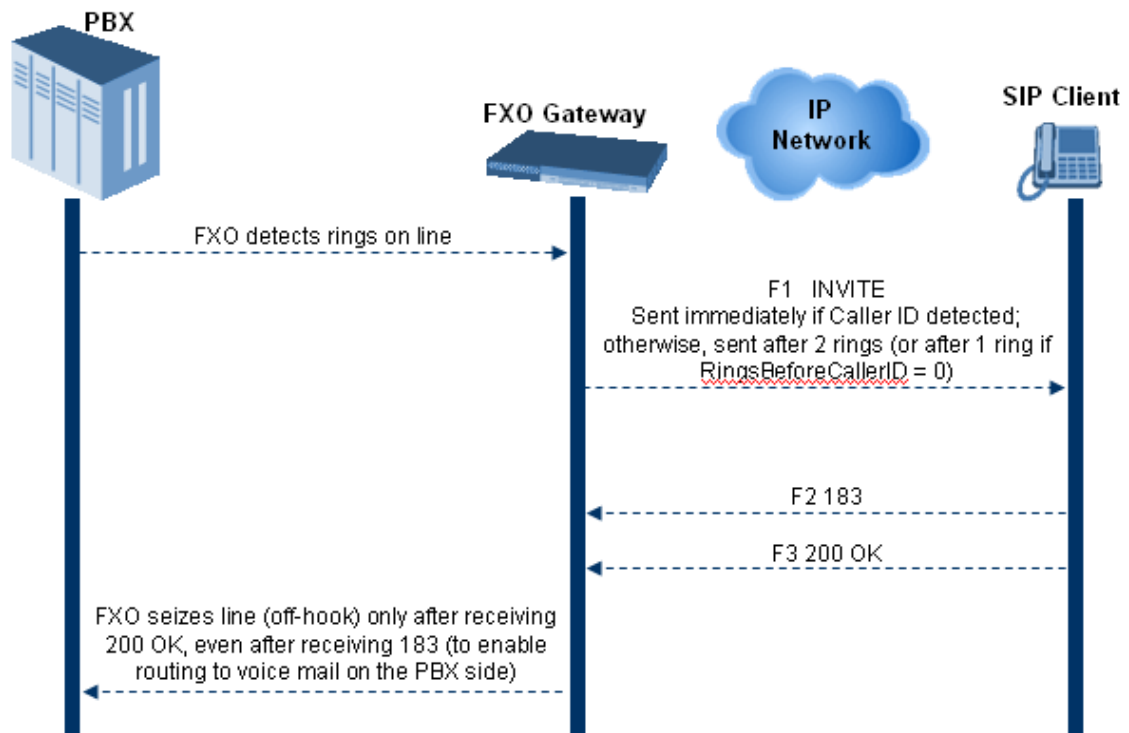 PBX
FXO Gateway
IP
Network
SIP Client
FXO detects rings on line
F1 INVITE
Sent immediately if Caller ID detected;
otherwise, sent after 2 rings (or after 1 ring if
RingsBeforeCallerID = 0)
F2 183
F3 200 OK
FXO seizes line (off-hook) only after receiving
200 OK, even after receiving 183 (to enable
routing to voice mail on the PBX side)